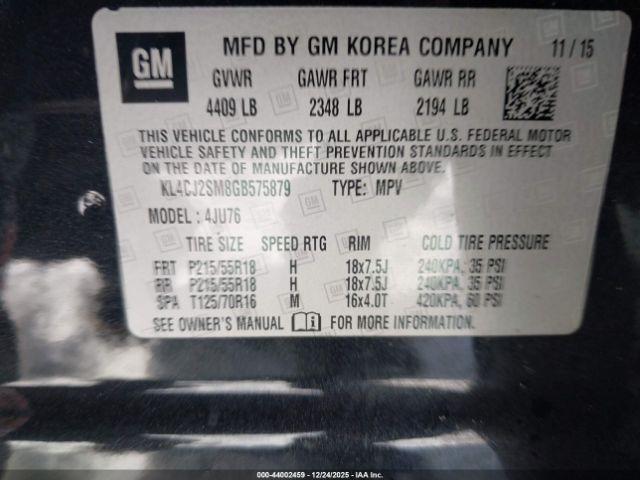 GM MFD BY GM KOREA COMPANY 11/15
GVWR GAWR FRT GAWR RR
4409 LB 2348 LB 2194 LB
THIS VEHICLE CONFORMS TO ALL APPLICABLE U.S. FEDERAL MOTOR
VEHICLE SAFETY AND THEFT PREVENTION STANDARDS IN EFFECT
ON THE DATE OF MANUFACTURE SHOWN ABOVE.
KL4CJ2SM8GB575879 TYPE: MPV
MODEL: 4JU76
TIRE SIZE SPEED RTG RIM COLD TIRE PRESSURE
FRT P215/55R18 H 18x7.5J 240KPA, 35 PSI
RR P215/55R18 H 18x7.5J 240KPA, 35 PSI
SPA T125/70R16 M 16x4.0T 420KPA, 60 PSI
SEE OWNER'S MANUAL FOR MORE INFORMATION.
000-44002459 - 12/24/2025 - IAA, Inc.